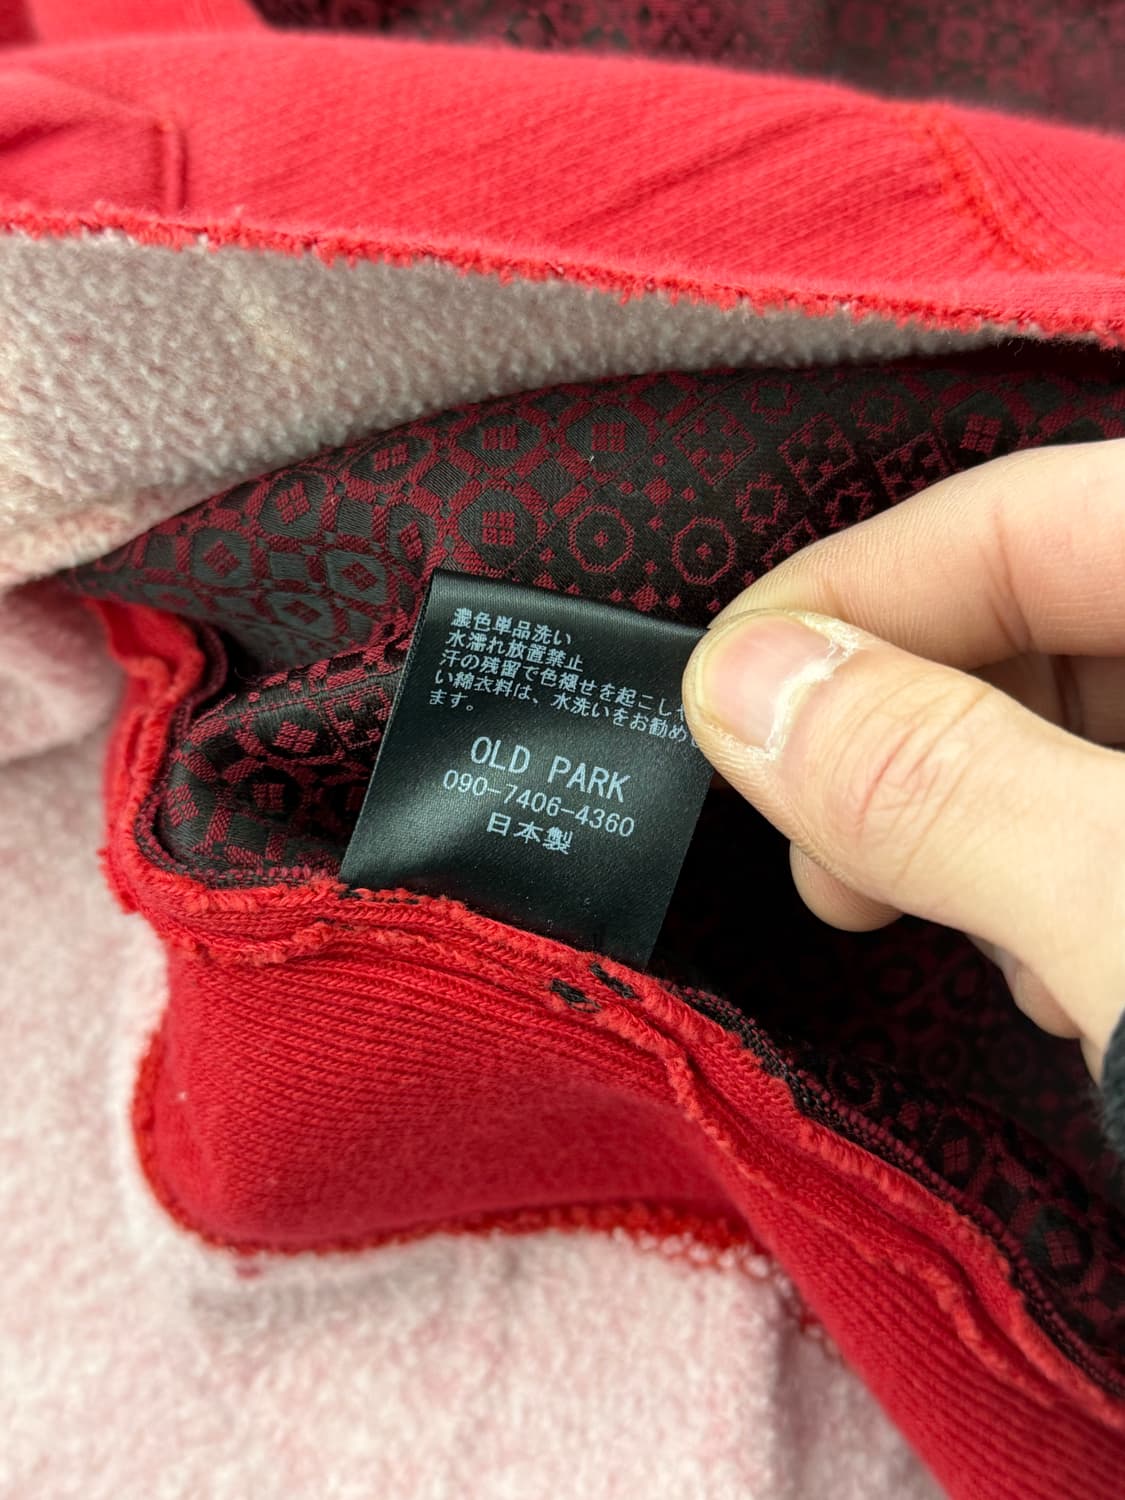 濃色単品洗い
水濡れ放置禁止
汗の残留で色褪せを起こしや
い綿衣料は、水洗いをお勧めし
ます。
OLD PARK
090-7406-4360
日本製